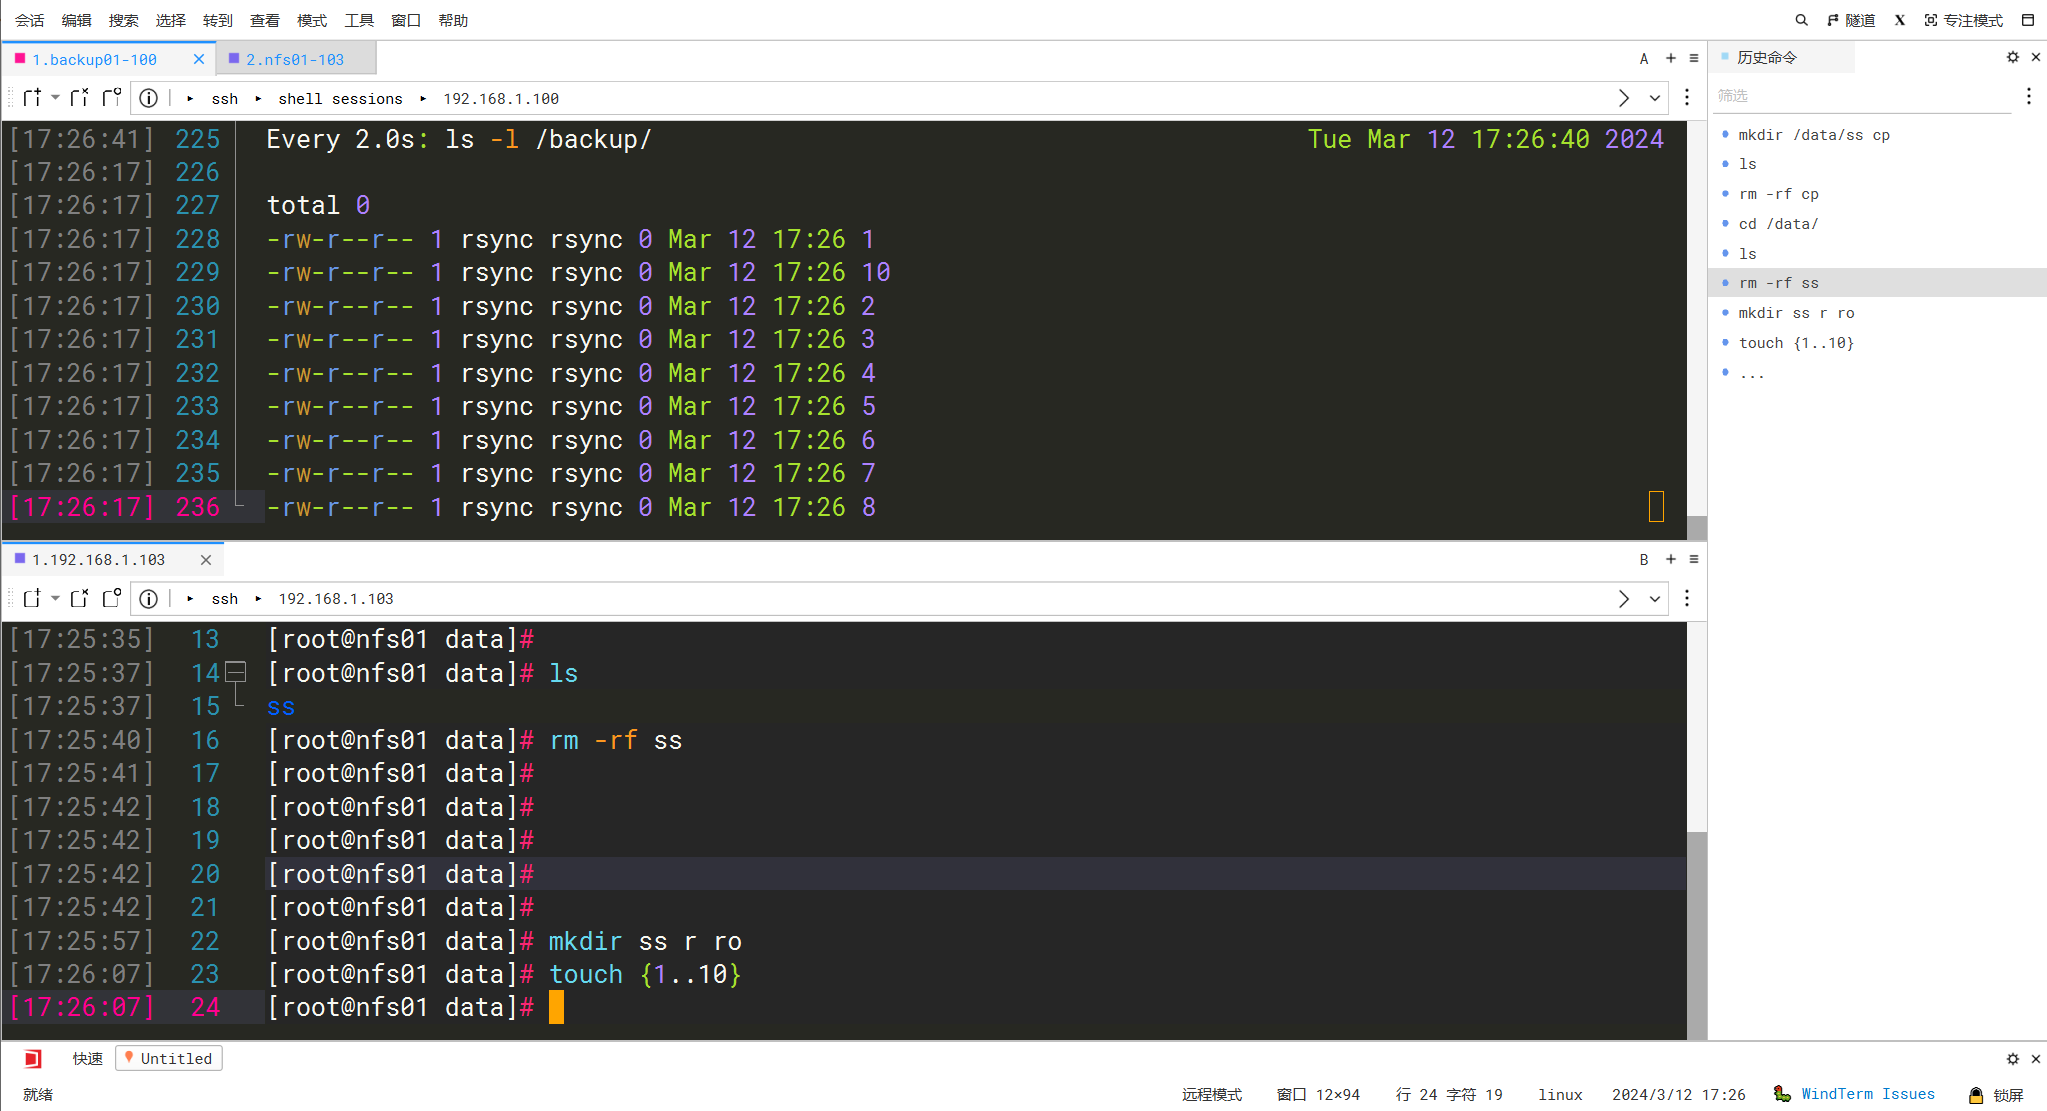 会话 编辑 搜索 选择 转到 查看 模式 工具 窗口 帮助 隧道 X 专注模式
1.backup01-100 2.nfs01-103 A
ssh shell sessions 192.168.1.100
[17:26:41] 225 Every 2.0s: ls -l /backup/ Tue Mar 12 17:26:40 2024
[17:26:17] 226
[17:26:17] 227 total 0
[17:26:17] 228 -rw-r--r-- 1 rsync rsync 0 Mar 12 17:26 1
[17:26:17] 229 -rw-r--r-- 1 rsync rsync 0 Mar 12 17:26 10
[17:26:17] 230 -rw-r--r-- 1 rsync rsync 0 Mar 12 17:26 2
[17:26:17] 231 -rw-r--r-- 1 rsync rsync 0 Mar 12 17:26 3
[17:26:17] 232 -rw-r--r-- 1 rsync rsync 0 Mar 12 17:26 4
[17:26:17] 233 -rw-r--r-- 1 rsync rsync 0 Mar 12 17:26 5
[17:26:17] 234 -rw-r--r-- 1 rsync rsync 0 Mar 12 17:26 6
[17:26:17] 235 -rw-r--r-- 1 rsync rsync 0 Mar 12 17:26 7
[17:26:17] 236 -rw-r--r-- 1 rsync rsync 0 Mar 12 17:26 8
1.192.168.1.103 B
ssh 192.168.1.103
[17:25:35] 13 [root@nfs01 data]#
[17:25:37] 14 [root@nfs01 data]# ls
[17:25:37] 15 ss
[17:25:40] 16 [root@nfs01 data]# rm -rf ss
[17:25:41] 17 [root@nfs01 data]#
[17:25:42] 18 [root@nfs01 data]#
[17:25:42] 19 [root@nfs01 data]#
[17:25:42] 20 [root@nfs01 data]#
[17:25:42] 21 [root@nfs01 data]#
[17:25:57] 22 [root@nfs01 data]# mkdir ss r ro
[17:26:07] 23 [root@nfs01 data]# touch {1..10}
[17:26:07] 24 [root@nfs01 data]#
历史命令
筛选
mkdir /data/ss cp
ls
rm -rf cp
cd /data/
ls
rm -rf ss
mkdir ss r ro
touch {1..10}
...
快速 Untitled
就绪 远程模式 窗口 12×94 行 24 字符 19 linux 2024/3/12 17:26 WindTerm Issues 锁屏